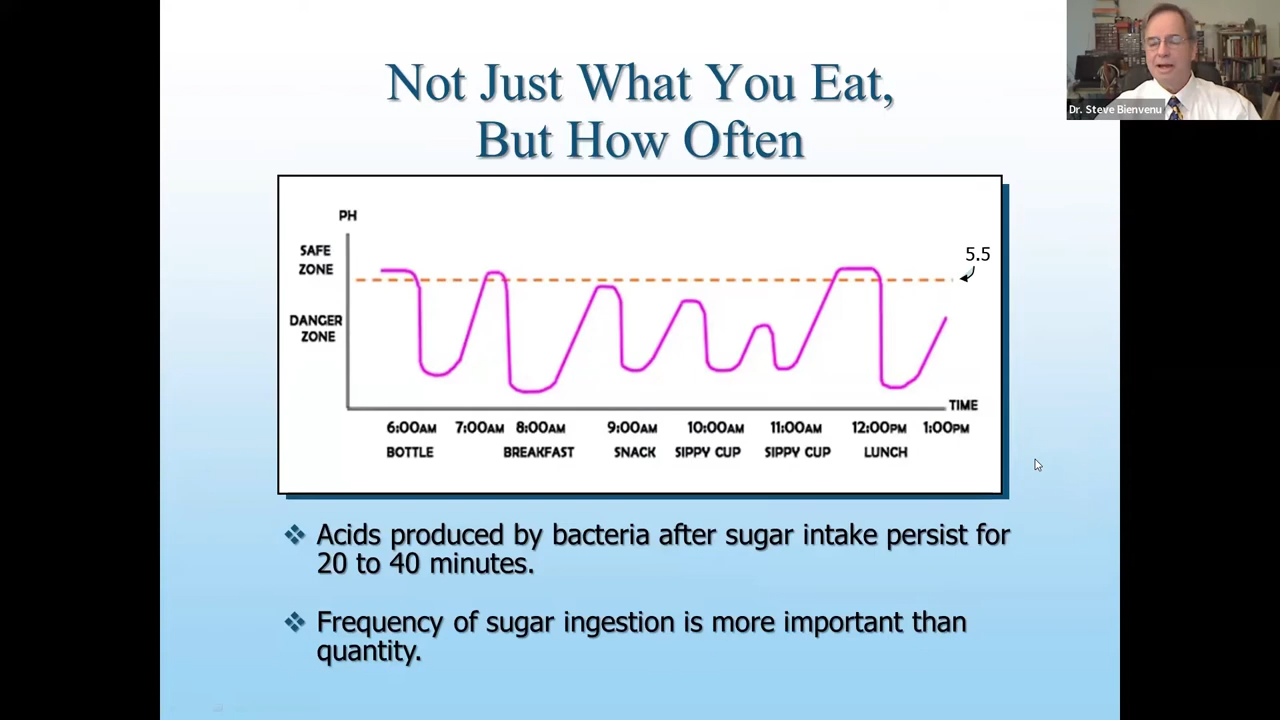 Not Just What You Eat,
But How Often
Dr. Steve Bienvenu
PH
SAFE
ZONE
5.5
DANGER
ZONE
TIME
6:00AM 7:00AM 8:00AM 9:00AM 10:00AM 11:00AM 12:00PM 1:00PM
BOTTLE BREAKFAST SNACK SIPPY CUP SIPPY CUP LUNCH
Acids produced by bacteria after sugar intake persist for
20 to 40 minutes.
Frequency of sugar ingestion is more important than
quantity.